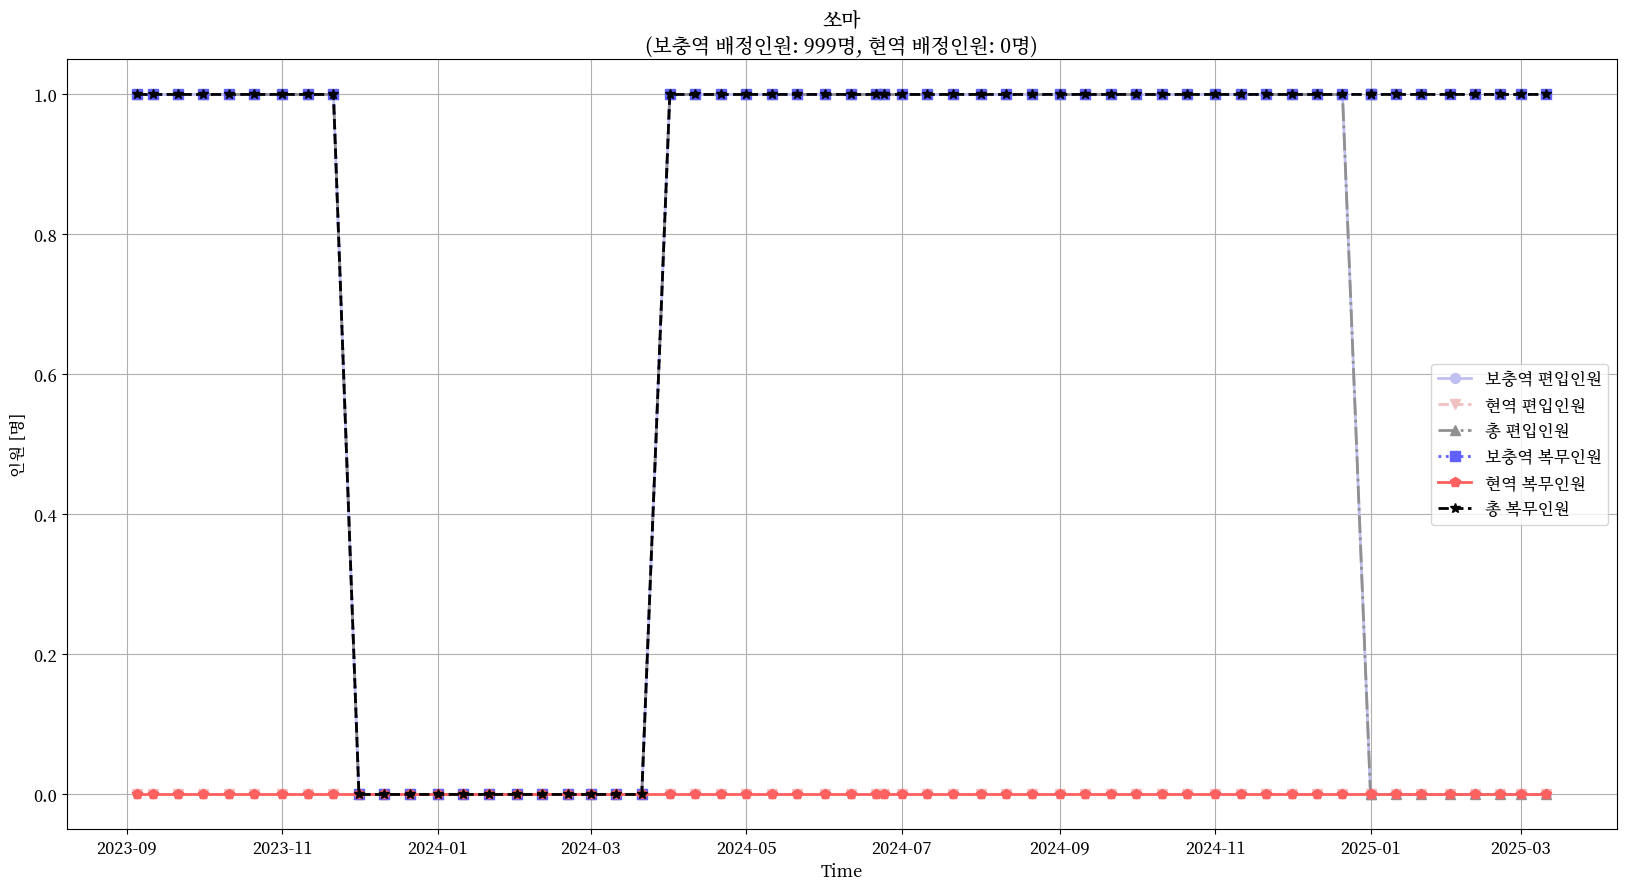 쏘마
(보충역 배정인원: 999명, 현역 배정인원: 0명)
1.0
0.8
0.6
0.4
0.2
0.0
인원 [명]
보충역 편입인원
현역 편입인원
총 편입인원
보충역 복무인원
현역 복무인원
총 복무인원
2023-09 2023-11 2024-01 2024-03 2024-05 2024-07 2024-09 2024-11 2025-01 2025-03
Time